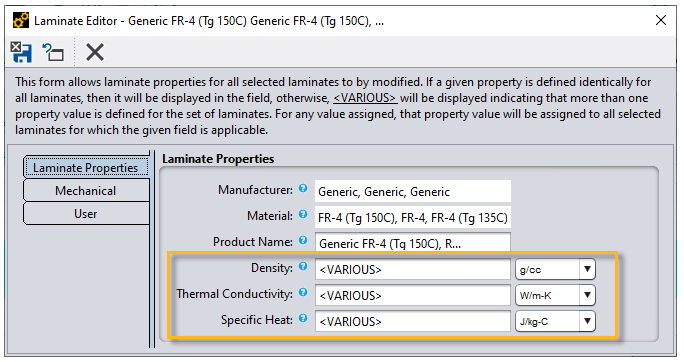 Laminate Editor - Generic FR-4 (Tg 150C) Generic FR-4 (Tg 150C), ...
This form allows laminate properties for all selected laminates to by modified. If a given property is defined identically for
all laminates, then it will be displayed in the field, otherwise, <VARIOUS> will be displayed indicating that more than one
property value is defined for the set of laminates. For any value assigned, that property value will be assigned to all selected
laminates for which the given field is applicable.
Laminate Properties
Mechanical
User
Laminate Properties
Manufacturer: ? Generic, Generic, Generic
Material: ? FR-4 (Tg 150C), FR-4, FR-4 (Tg 135C)
Product Name: ? Generic FR-4 (Tg 150C), R...
Density: ? <VARIOUS> g/cc
Thermal Conductivity: ? <VARIOUS> W/m-K
Specific Heat: ? <VARIOUS> J/kg-C